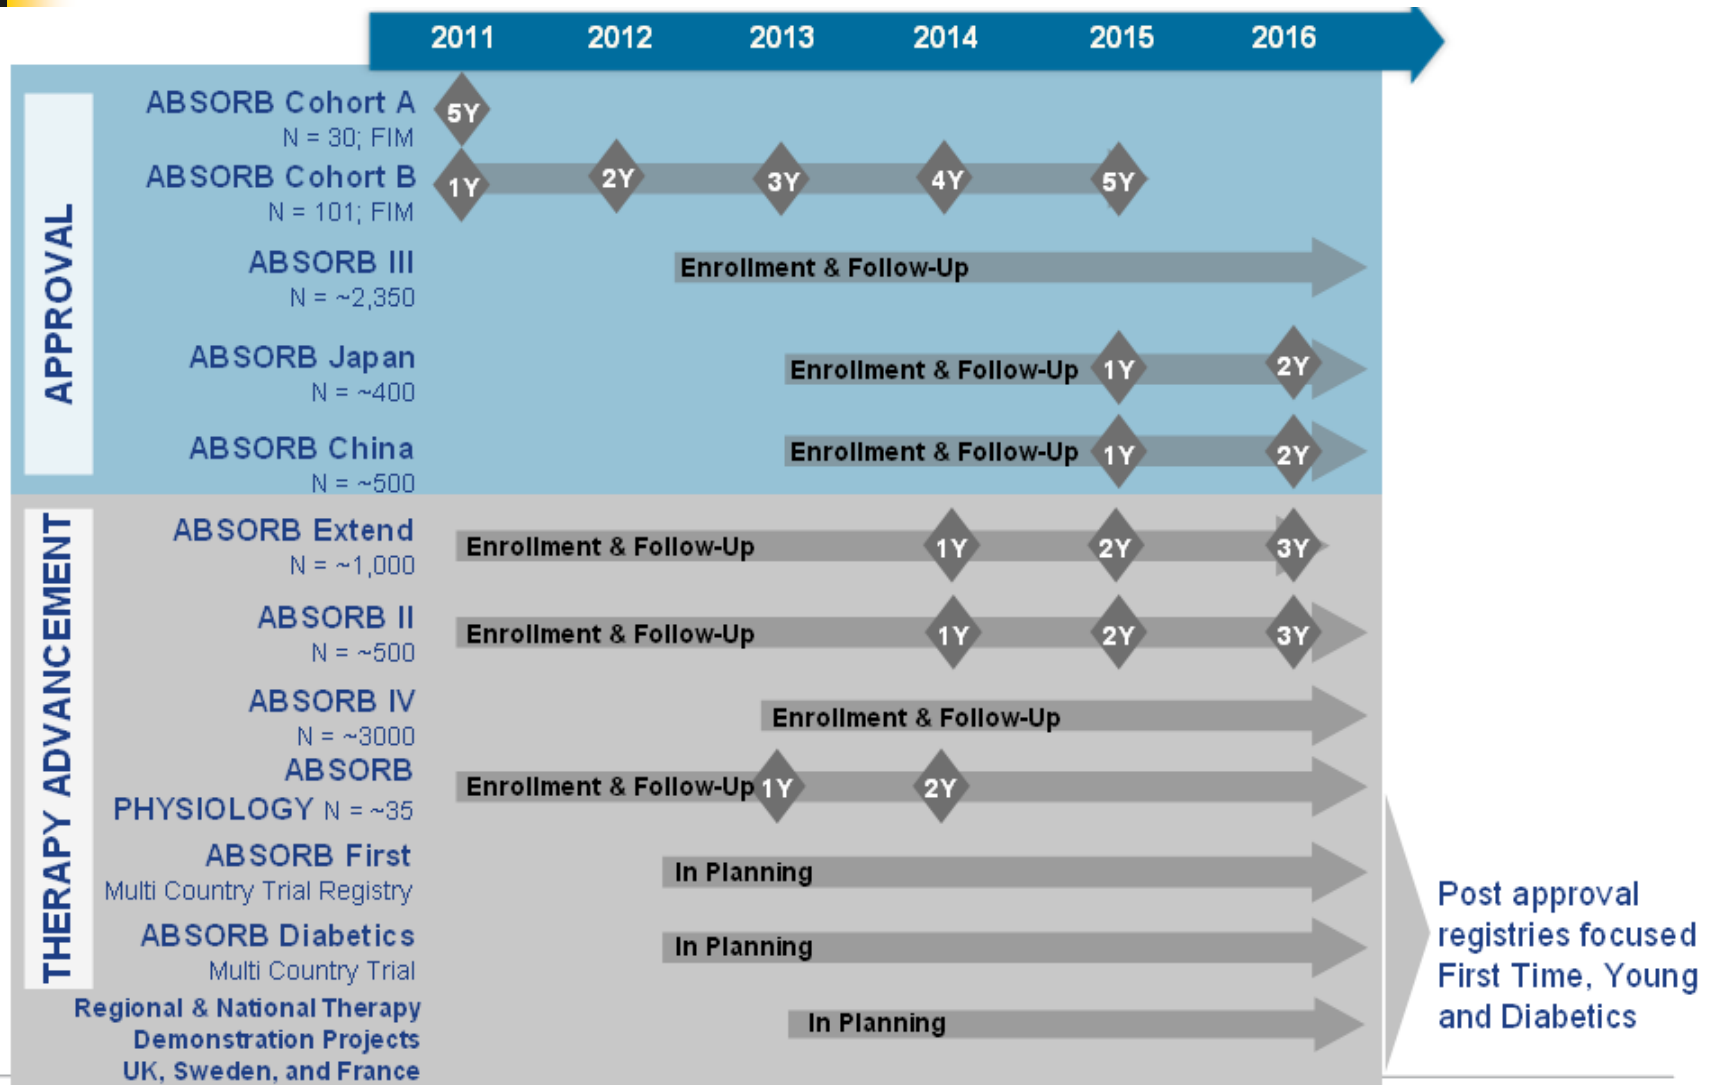 2011 2012 2013 2014 2015 2016
APPROVAL
ABSORB Cohort A
5Y
N = 30; FIM
ABSORB Cohort B
1Y 2Y 3Y 4Y 5Y
N = 101; FIM
ABSORB III
Enrollment & Follow-Up
N = ~2,350
ABSORB Japan
Enrollment & Follow-Up 1Y 2Y
N = ~400
ABSORB China
Enrollment & Follow-Up 1Y 2Y
N = ~500
THERAPY ADVANCEMENT
ABSORB Extend
Enrollment & Follow-Up 1Y 2Y 3Y
N = ~1,000
ABSORB II
Enrollment & Follow-Up 1Y 2Y 3Y
N = ~500
ABSORB IV
Enrollment & Follow-Up
N = ~3000
ABSORB
Enrollment & Follow-Up 1Y 2Y
PHYSIOLOGY N = ~35
ABSORB First
In Planning
Multi Country Trial Registry
ABSORB Diabetics
In Planning
Multi Country Trial
Regional & National Therapy
Demonstration Projects
UK, Sweden, and France
In Planning
Post approval
registries focused
First Time, Young
and Diabetics